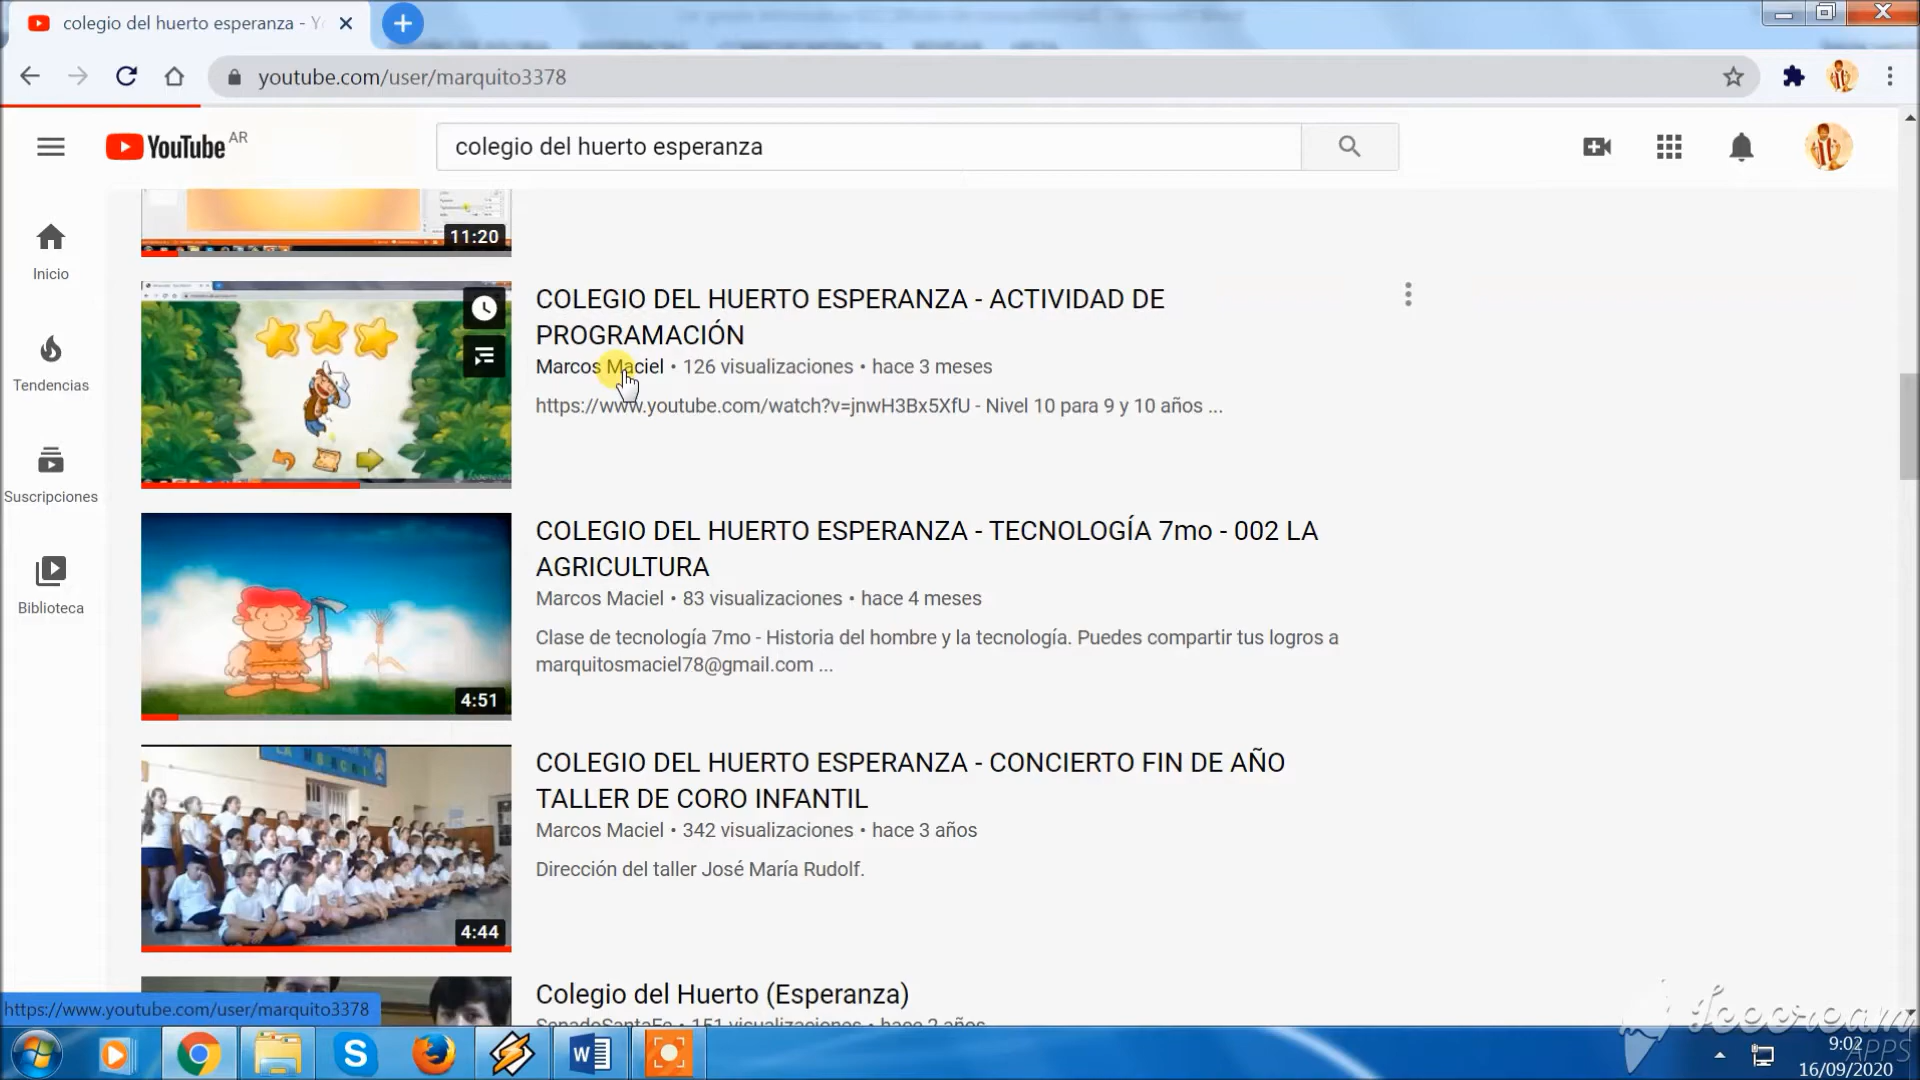 colegio del huerto esperanza - Y
youtube.com/user/marquito3378
YouTube AR
colegio del huerto esperanza
Inicio
Tendencias
Suscripciones
Biblioteca
11:20
COLEGIO DEL HUERTO ESPERANZA - ACTIVIDAD DE
PROGRAMACIÓN
Marcos Maciel • 126 visualizaciones • hace 3 meses
https://www.youtube.com/watch?v=jnwH3Bx5XfU - Nivel 10 para 9 y 10 años ...
4:51
COLEGIO DEL HUERTO ESPERANZA - TECNOLOGÍA 7mo - 002 LA
AGRICULTURA
Marcos Maciel • 83 visualizaciones • hace 4 meses
Clase de tecnología 7mo - Historia del hombre y la tecnología. Puedes compartir tus logros a
marquitosmaciel78@gmail.com ...
4:44
COLEGIO DEL HUERTO ESPERANZA - CONCIERTO FIN DE AÑO
TALLER DE CORO INFANTIL
Marcos Maciel • 342 visualizaciones • hace 3 años
Dirección del taller José María Rudolf.
Colegio del Huerto (Esperanza)
SenadoSantaFe • 151 visualizaciones • hace 2 años
https://www.youtube.com/user/marquito3378
Icecream
APPS
9:02
16/09/2020